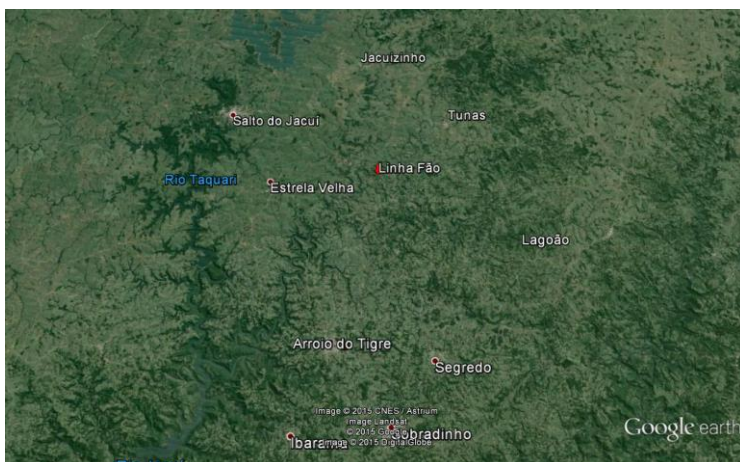 Jacuizinho
Salto do Jacuí
Tunas
Linha Fão
Rio Taquari
Estrela Velha
Lagoão
Arroio do Tigre
Segredo
Image © 2015 CNES / Astrium
Image Landsat
© 2015 Google
Image © 2015 DigitalGlobe
Google earth
Ibarama
Sobradinho